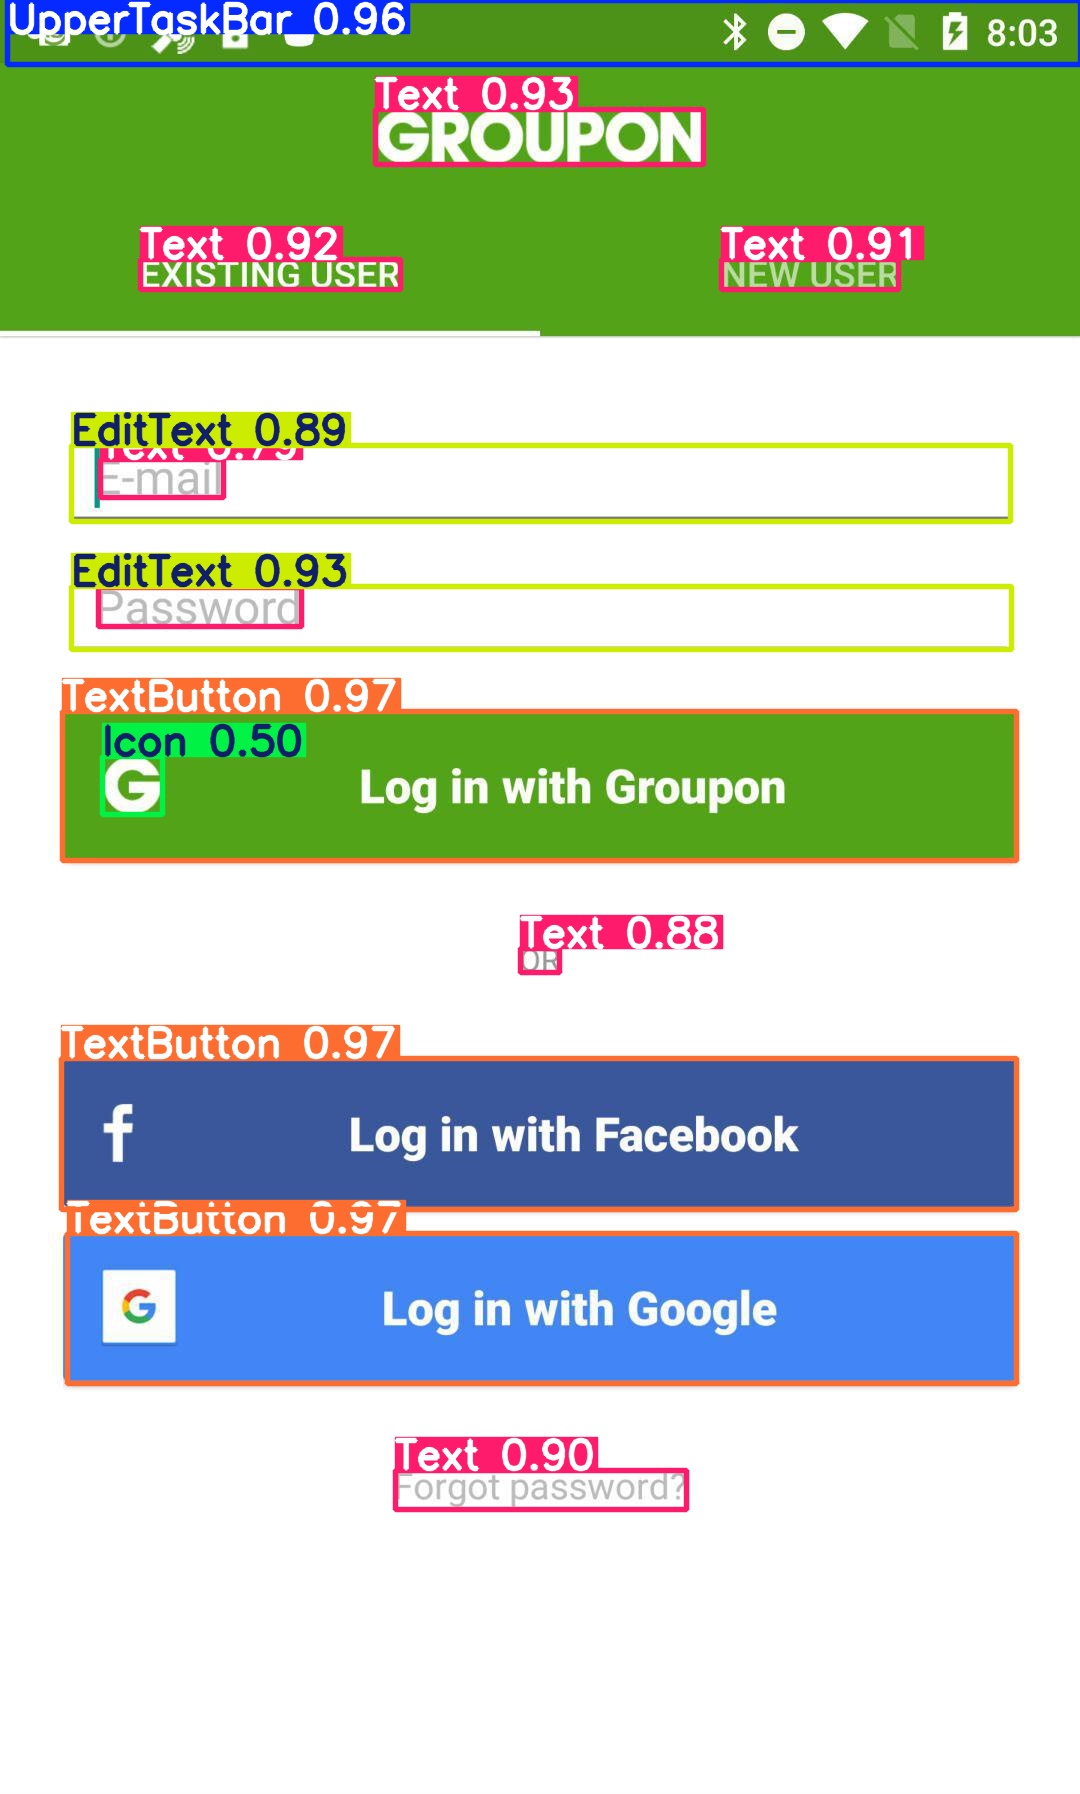 UpperTaskBar 0.96
8:03
Text 0.93
GROUPON
Text 0.92
Text 0.91
EXISTING USER
NEW USER
EditText 0.89
Text 0.79
E-mail
EditText 0.93
Password
TextButton 0.97
Icon 0.50
G
Log in with Groupon
Text 0.88
OR
TextButton 0.97
f
Log in with Facebook
TextButton 0.97
G
Log in with Google
Text 0.90
Forgot password?